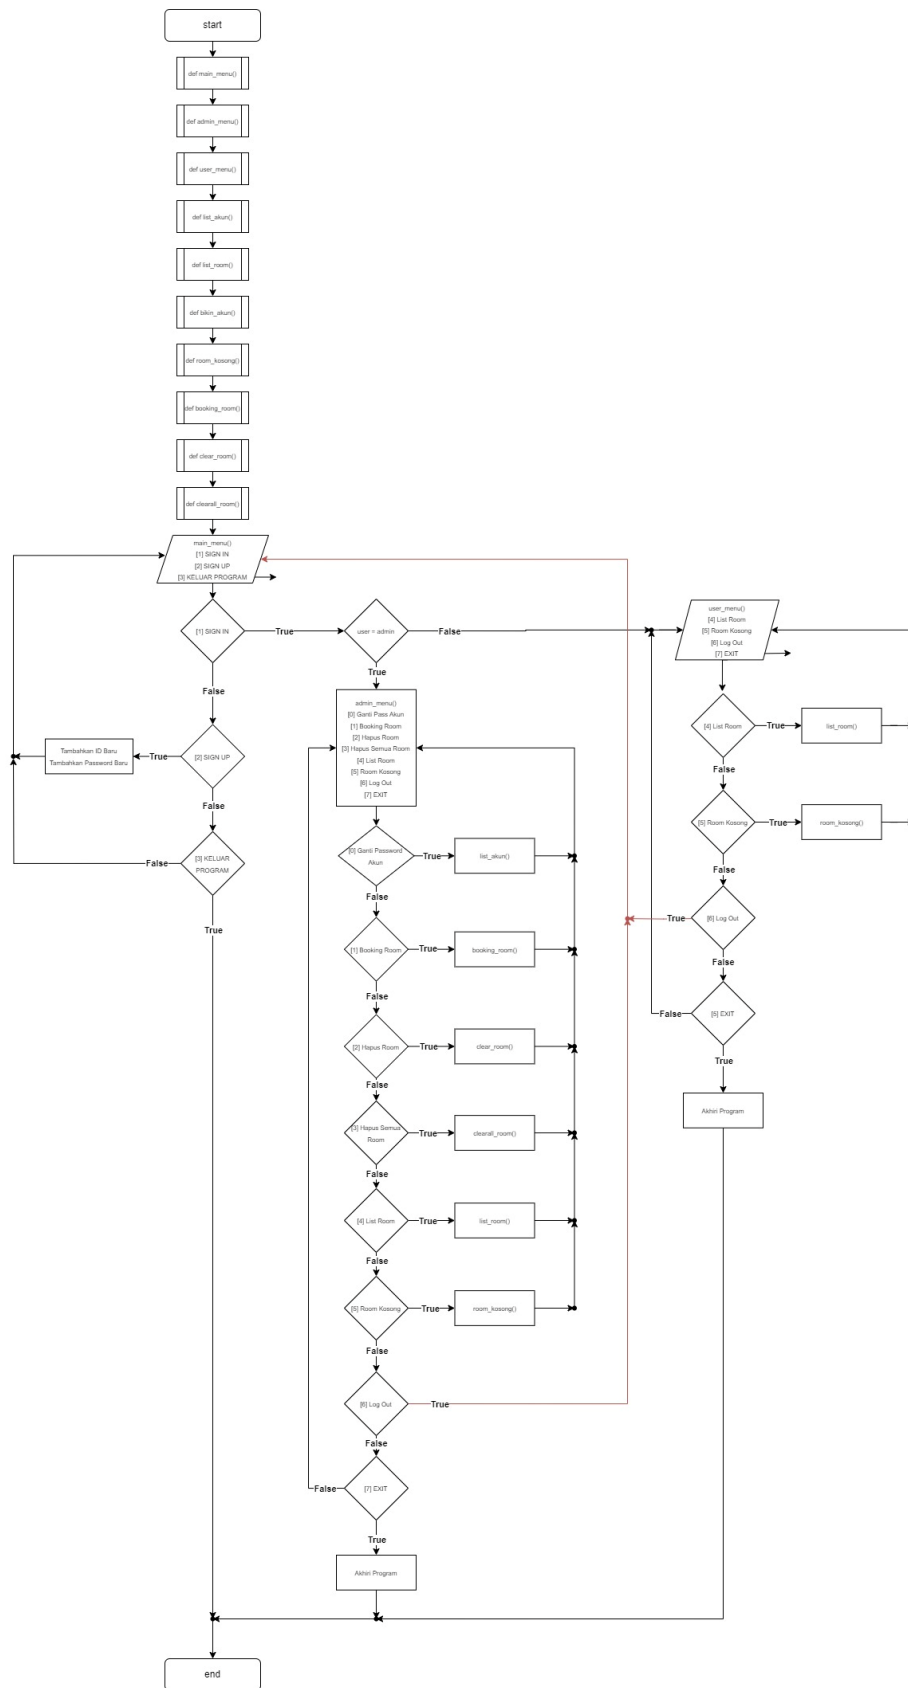 start
def main_menu()
def admin_menu()
def user_menu()
def list_akun()
def list_room()
def bikin_akun()
def room_kosong()
def booking_room()
def clear_room()
def clearall_room()
main_menu()
[1] SIGN IN
[2] SIGN UP
[3] KELUAR PROGRAM
[1] SIGN IN
True
False
[2] SIGN UP
True
Tambahkan ID Baru
Tambahkan Password Baru
False
[3] KELUAR
PROGRAM
False
True
user = admin
False
True
admin_menu()
[0] Ganti Pass Akun
[1] Booking Room
[2] Hapus Room
[3] Hapus Semua Room
[4] List Room
[5] Room Kosong
[6] Log Out
[7] EXIT
[0] Ganti Password
Akun
True
list_akun()
False
[1] Booking Room
True
booking_room()
False
[2] Hapus Room
True
clear_room()
False
[3] Hapus Semua
Room
True
clearall_room()
False
[4] List Room
True
list_room()
False
[5] Room Kosong
True
room_kosong()
False
[6] Log Out
True
False
[7] EXIT
False
True
Akhiri Program
user_menu()
[4] List Room
[5] Room Kosong
[6] Log Out
[7] EXIT
[4] List Room
True
list_room()
False
[5] Room Kosong
True
room_kosong()
False
[6] Log Out
True
False
[5] EXIT
False
True
Akhiri Program
end